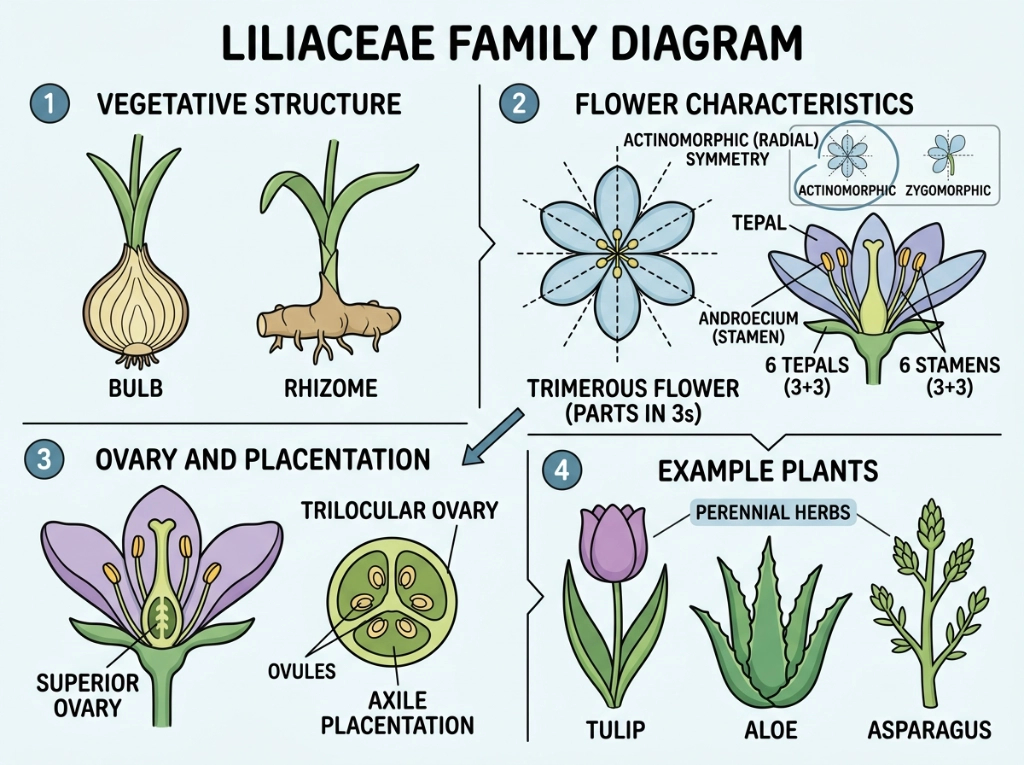 LILIACEAE FAMILY DIAGRAM
1
VEGETATIVE STRUCTURE
BULB
RHIZOME
2
FLOWER CHARACTERISTICS
ACTINOMORPHIC (RADIAL)
SYMMETRY
ACTINOMORPHIC
ZYGOMORPHIC
TEPAL
ANDROECIUM
(STAMEN)
6 TEPALS
(3+3)
6 STAMENS
(3+3)
TRIMEROUS FLOWER
(PARTS IN 3s)
3
OVARY AND PLACENTATION
TRILOCULAR OVARY
OVULES
SUPERIOR
OVARY
AXILE
PLACENTATION
4
EXAMPLE PLANTS
PERENNIAL HERBS
TULIP
ALOE
ASPARAGUS